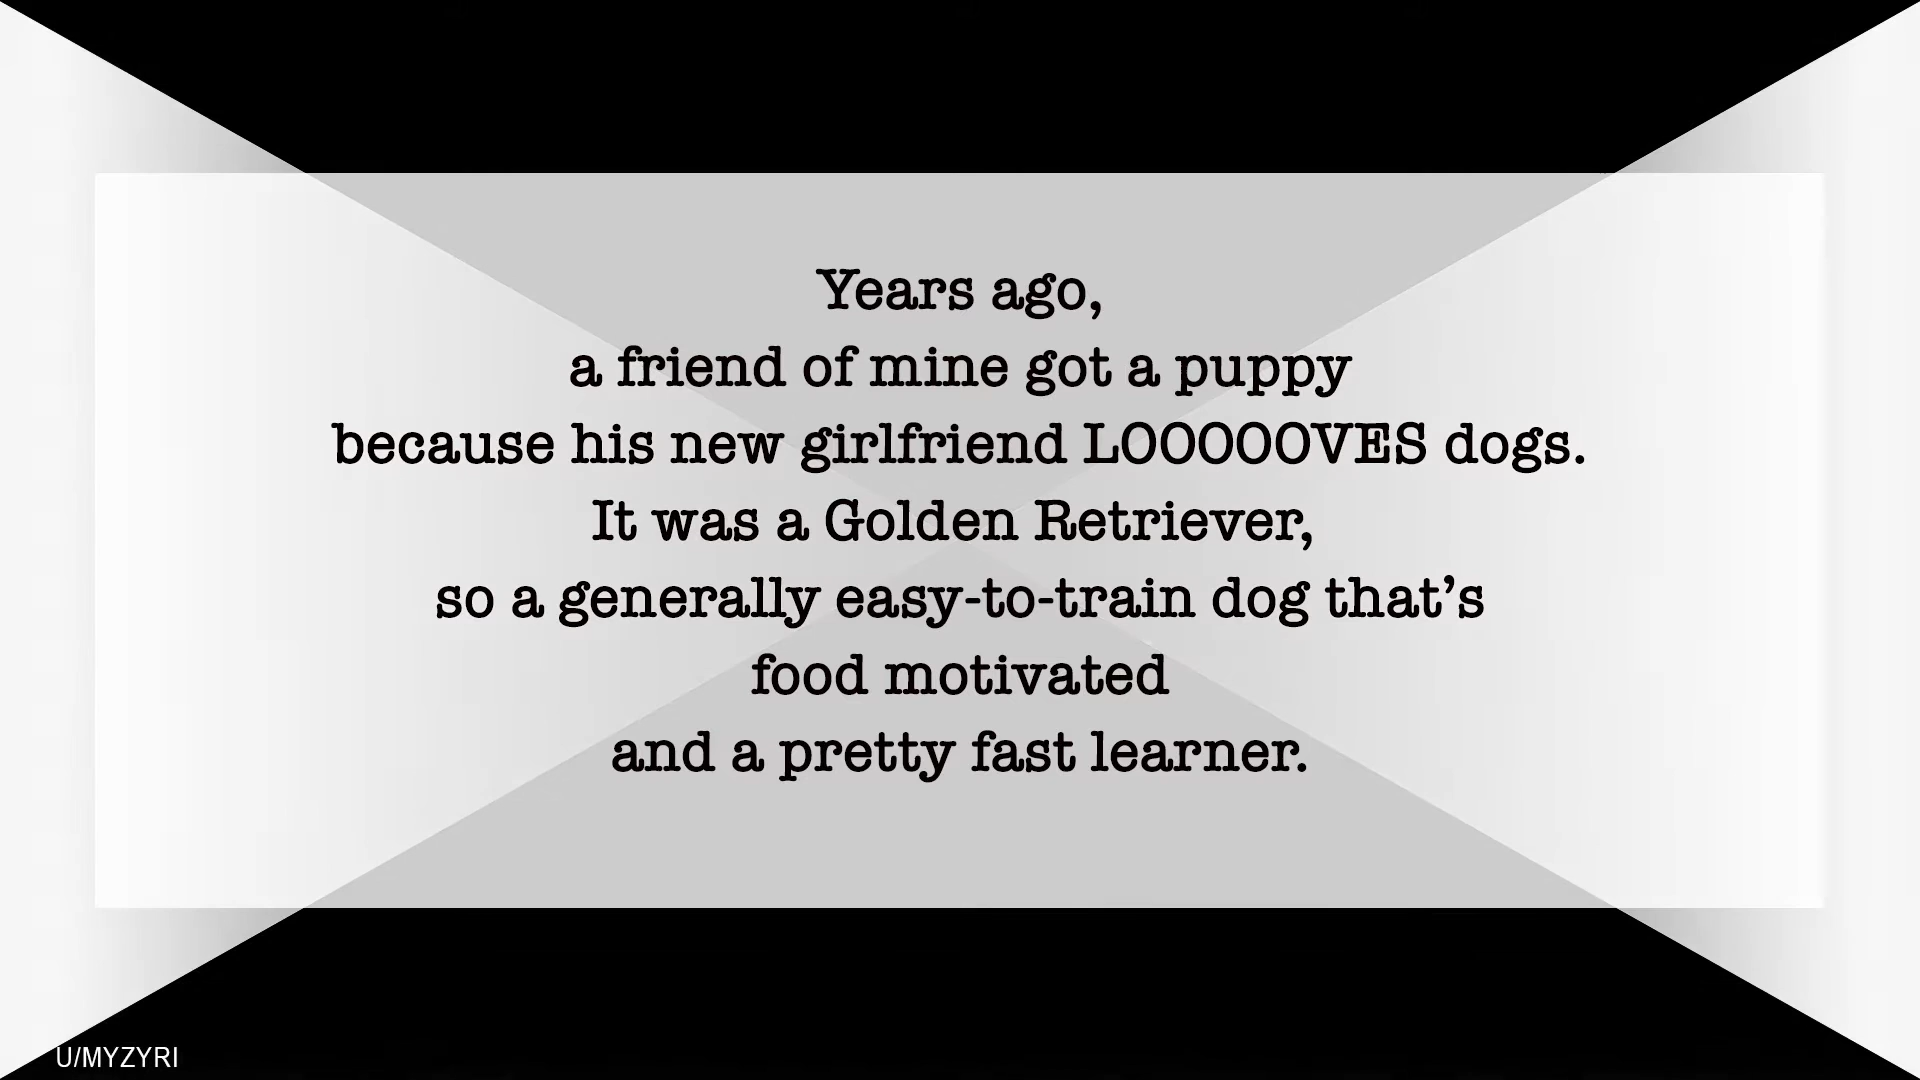 Years ago,
a friend of mine got a puppy
because his new girlfriend LOOOOOVES dogs.
It was a Golden Retriever,
so a generally easy-to-train dog that’s
food motivated
and a pretty fast learner.
U/MYZYRI